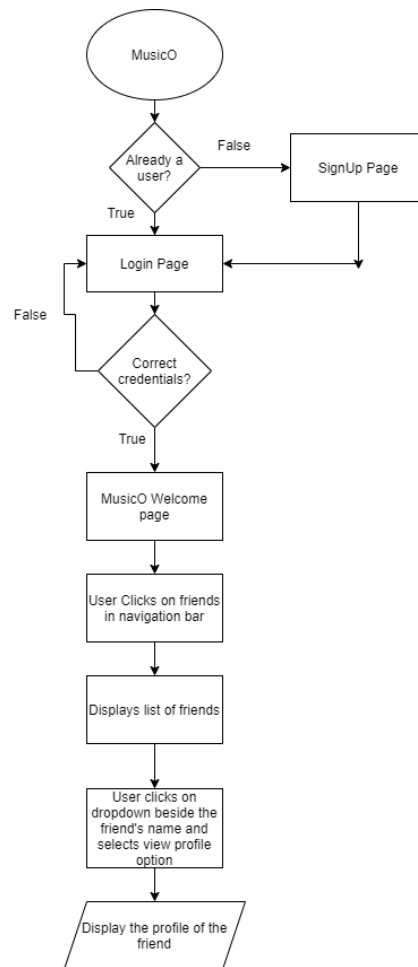 MusicO
Already a
user?
False
SignUp Page
True
Login Page
False
Correct
credentials?
True
MusicO Welcome
page
User Clicks on friends
in navigation bar
Displays list of friends
User clicks on
dropdown beside the
friend's name and
selects view profile
option
Display the profile of the
friend